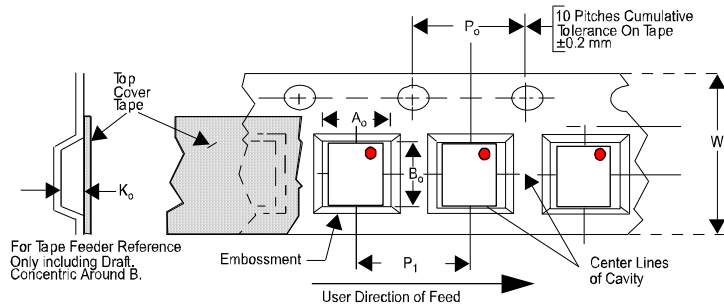 10 Pitches Cumulative
Tolerance On Tape
±0.2 mm
Po
Top
Cover
Tape
Ao
W
Bo
Ko
For Tape Feeder Reference
Only including Draft.
Concentric Around B.
Embossment
P1
Center Lines
of Cavity
User Direction of Feed